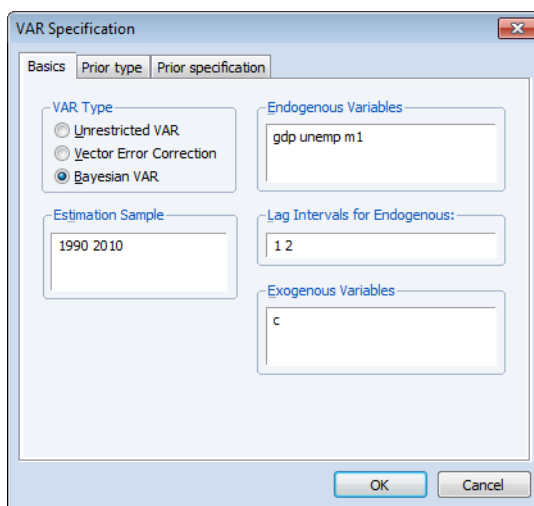 VAR Specification
Basics
Prior type
Prior specification
VAR Type
Unrestricted VAR
Vector Error Correction
Bayesian VAR
Estimation Sample
1990 2010
Endogenous Variables
gdp unemp m1
Lag Intervals for Endogenous:
1 2
Exogenous Variables
c
OK
Cancel